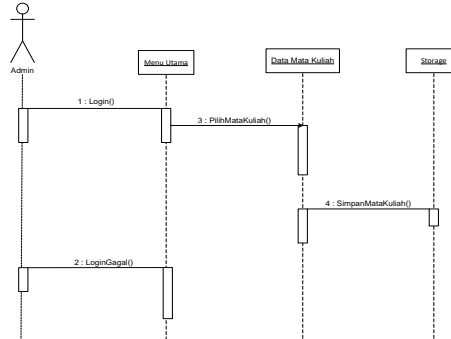 Admin
Menu Utama
Data Mata Kuliah
Storage
1 : Login()
3 : PilihMataKuliah()
4 : SimpanMataKuliah()
2 : LoginGagal()